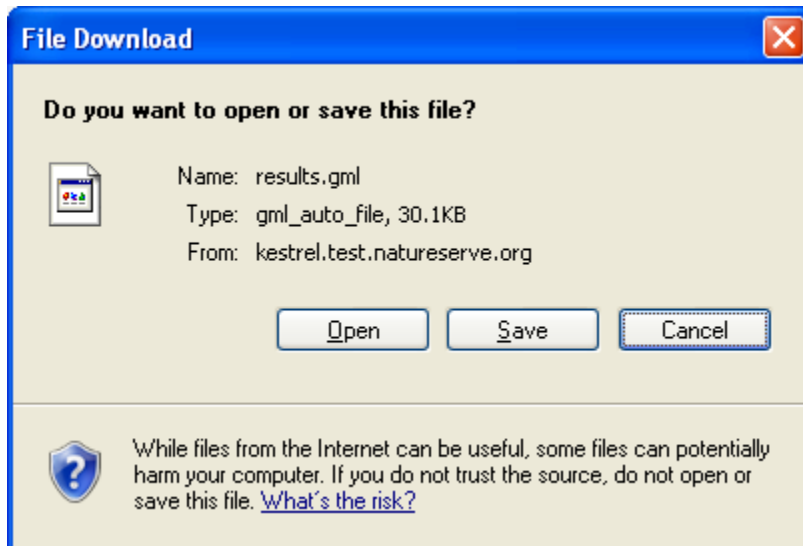 File Download
Do you want to open or save this file?
Name: results.gml
Type: gml_auto_file, 30.1KB
From: kestrel.test.natureserve.org
Open Save Cancel
While files from the Internet can be useful, some files can potentially
harm your computer. If you do not trust the source, do not open or
save this file. What's the risk?